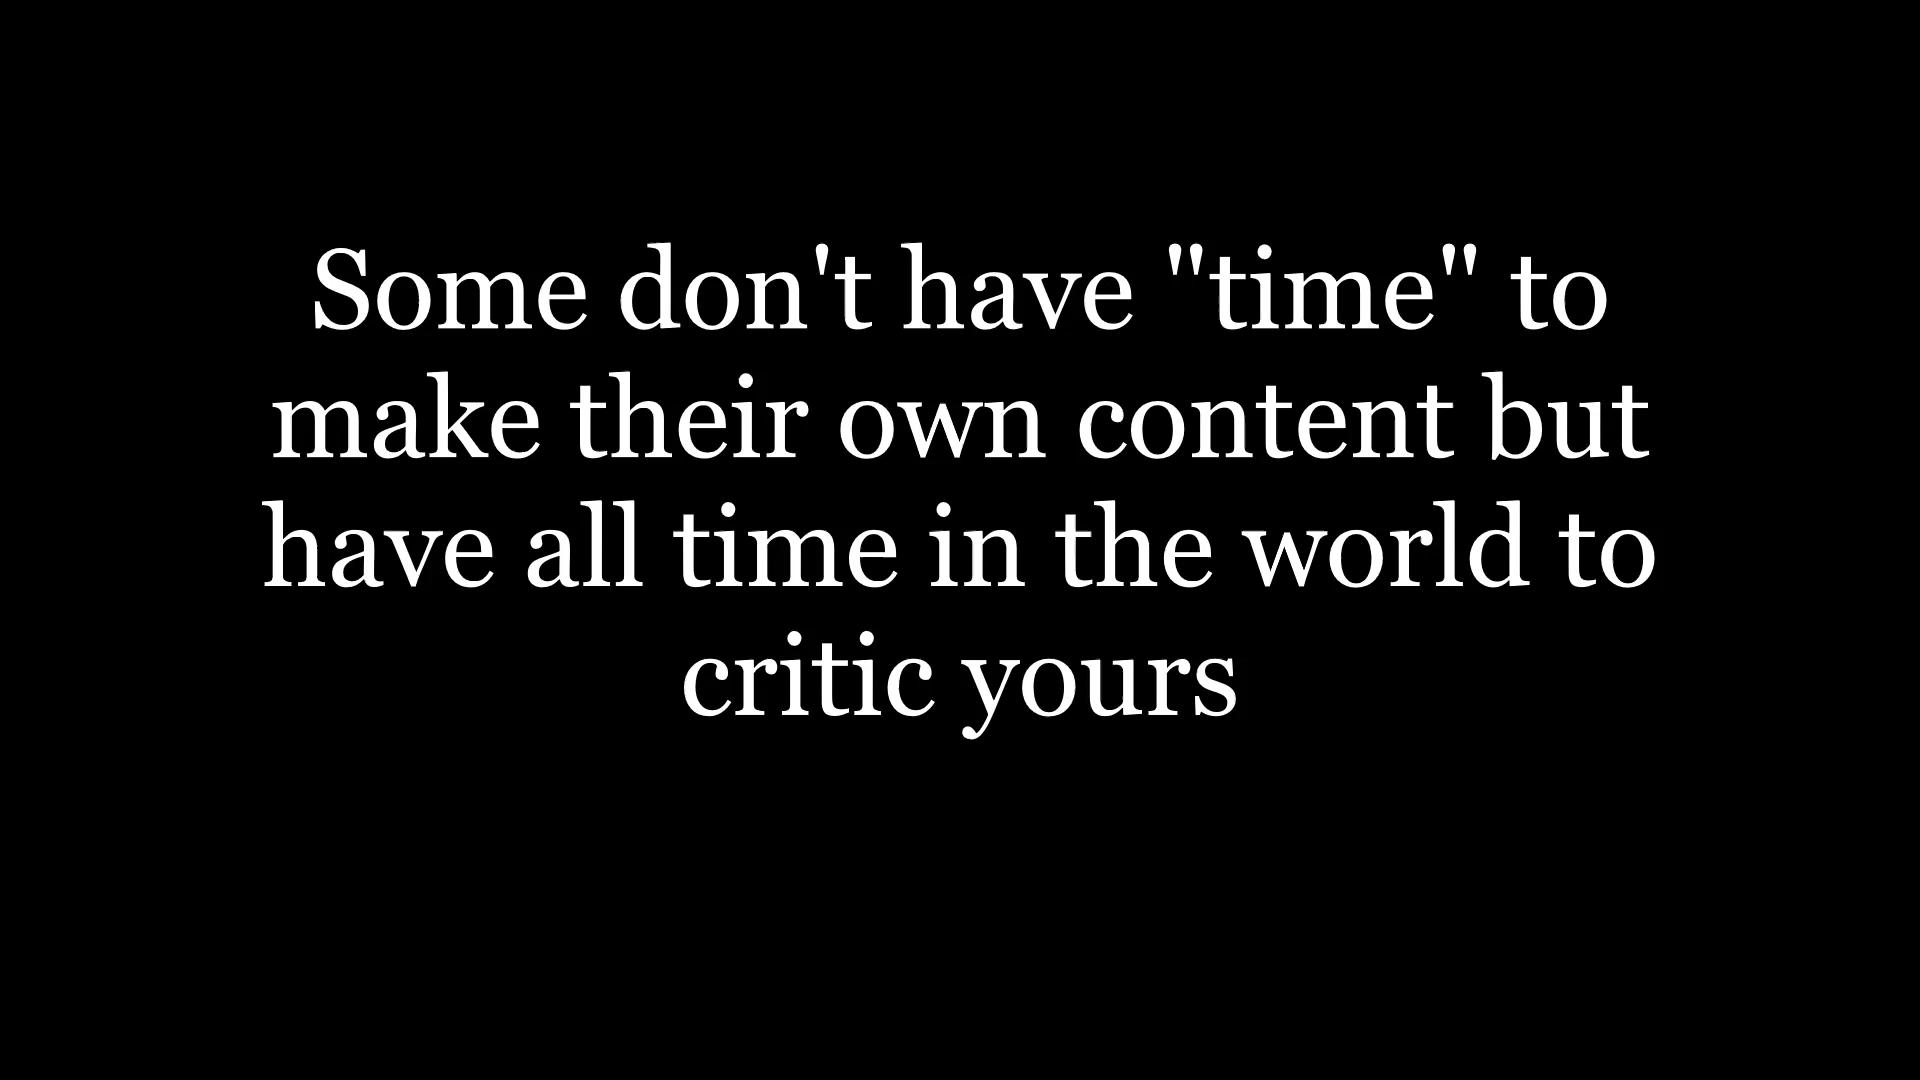 Some don't have "time" to
make their own content but
have all time in the world to
critic yours